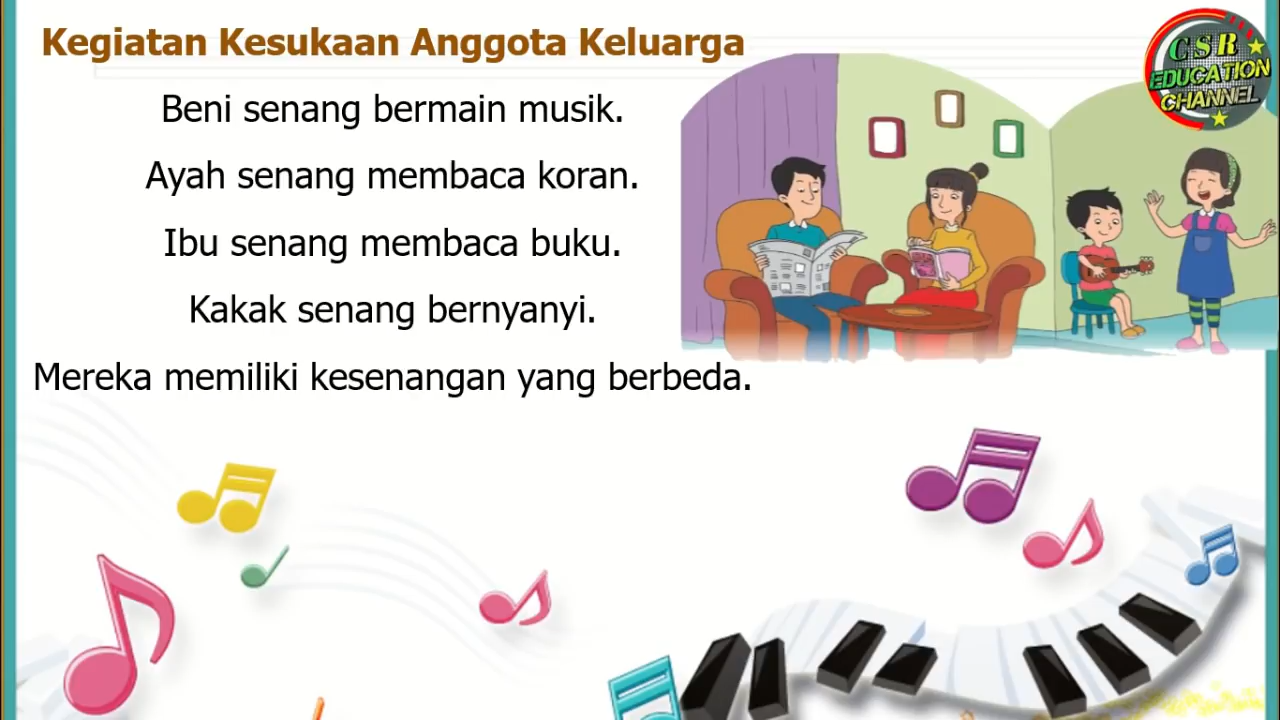 Kegiatan Kesukaan Anggota Keluarga
Beni senang bermain musik.
Ayah senang membaca koran.
Ibu senang membaca buku.
Kakak senang bernyanyi.
Mereka memiliki kesenangan yang berbeda.
CSR
EDUCATION
CHANNEL